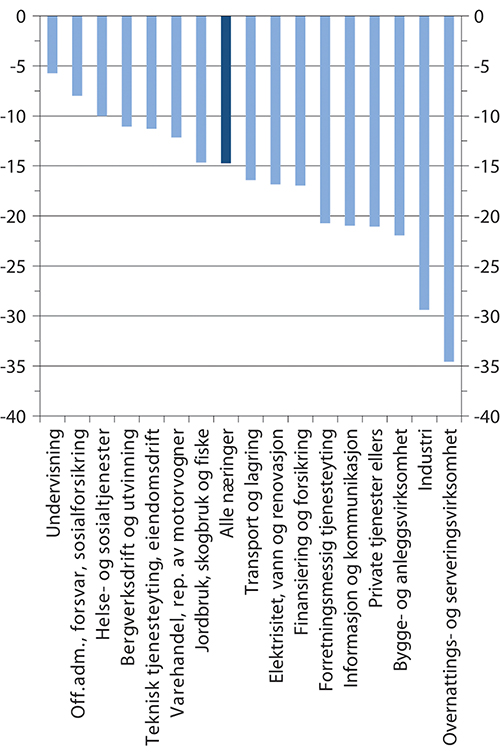 0
-5
-10
-15
-20
-25
-30
-35
-40
0
-5
-10
-15
-20
-25
-30
-35
-40
Undervisning
Off.adm., forsvar, sosialforsikring
Helse- og sosialtjenester
Bergverksdrift og utvinning
Teknisk tjenesteyting, eiendomsdrift
Varehandel, rep. av motorvogner
Jordbruk, skogbruk og fiske
Alle næringer
Transport og lagring
Elektrisitet, vann og renovasjon
Finansiering og forsikring
Forretningsmessig tjenesteyting
Informasjon og kommunikasjon
Private tjenester ellers
Bygge- og anleggsvirksomhet
Industri
Overnattings- og serveringsvirksomhet